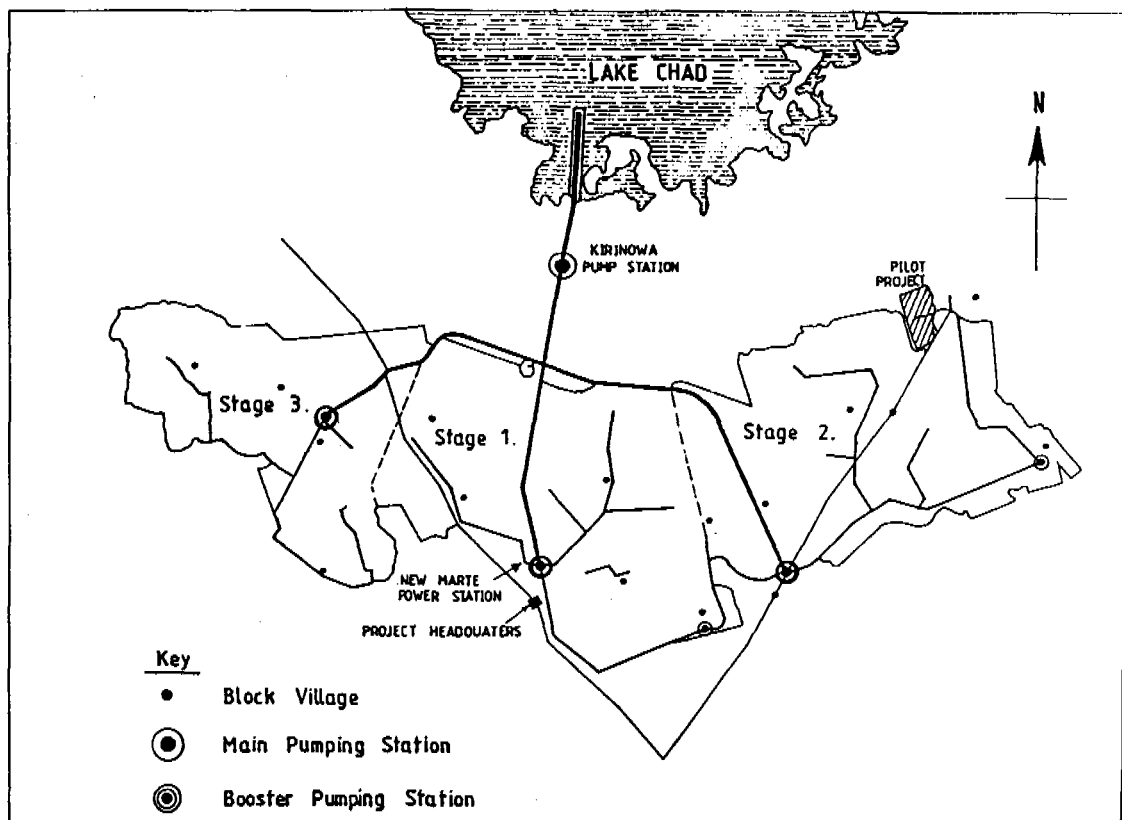 LAKE CHAD
N
KIRINOWA
PUMP STATION
PILOT
PROJECT
Stage 3.
Stage 1.
Stage 2.
NEW MARTE
POWER STATION
PROJECT HEADQUATERS
Key
Block Village
Main Pumping Station
Booster Pumping Station